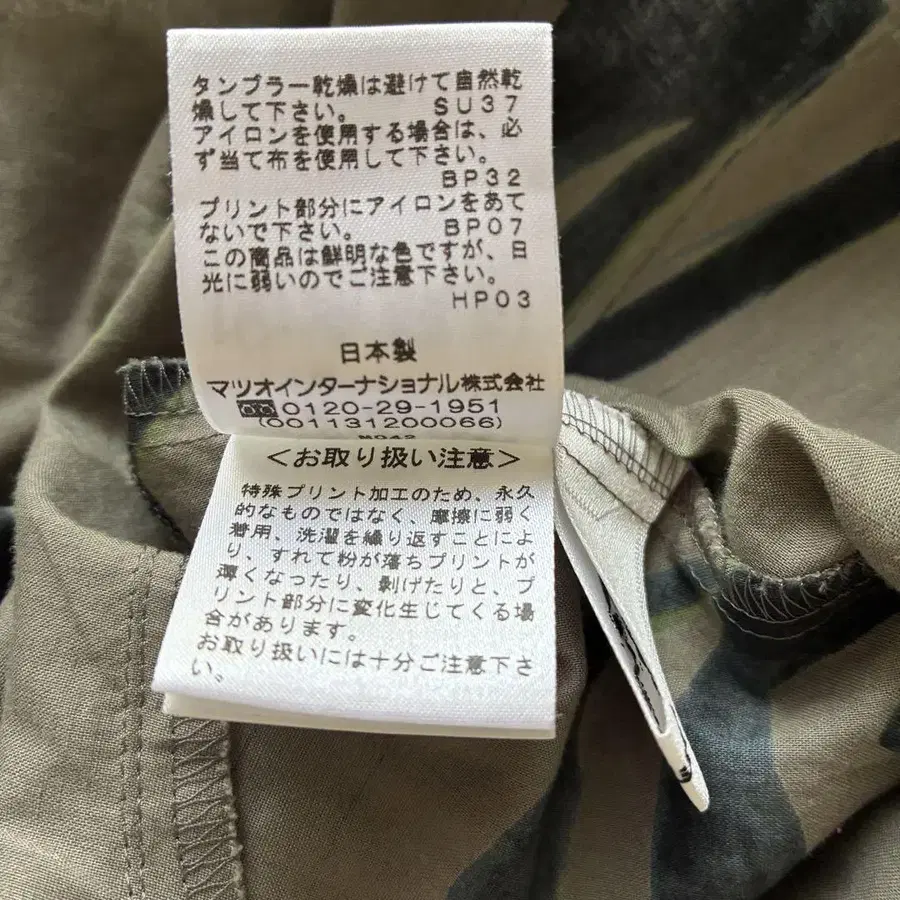 タンブラー乾燥は避けて自然乾
燥して下さい。 SU37
アイロンを使用する場合は、必
ず当て布を使用して下さい。
BP32
プリント部分にアイロンをあて
ないで下さい。 BP07
この商品は鮮明な色ですが、日
光に弱いのでご注意下さい。
HP03
日本製
マツオインターナショナル株式会社
0120-29-1951
(001131200066)
<お取り扱い注意>
特殊プリント加工のため、永久
的なものではなく、摩擦に弱く
着用、洗濯を繰り返すことによ
り、すれて粉が落ちプリントが
薄くなったり、剥げたりと、プ
リント部分に変化生じてくる場
合があります。
お取り扱いには十分ご注意下さ
い。